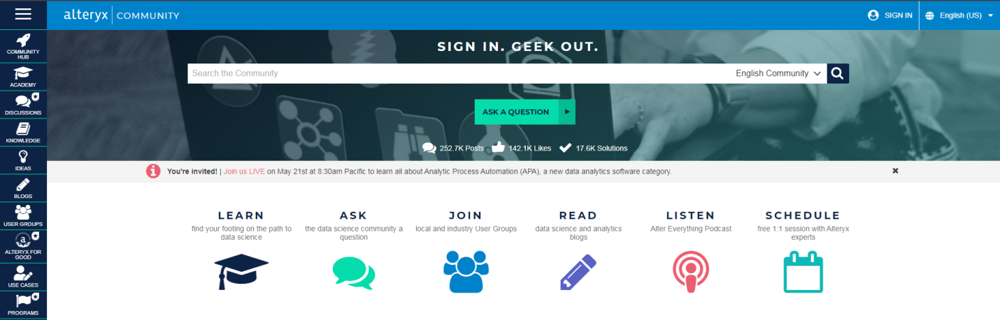 alteryx COMMUNITY
SIGN IN
English (US)
COMMUNITY
HUB
ACADEMY
DISCUSSIONS
KNOWLEDGE
IDEAS
BLOGS
USER GROUPS
a
ALTERYX FOR
GOOD
USE CASES
PROGRAMS
SIGN IN. GEEK OUT.
Search the Community
English Community
ASK A QUESTION
252.7K Posts 142.1K Likes 17.6K Solutions
You're invited! | Join us LIVE on May 21st at 8:30am Pacific to learn all about Analytic Process Automation (APA), a new data analytics software category.
LEARN
find your footing on the path to
data science
ASK
the data science community a
question
JOIN
local and industry User Groups
READ
data science and analytics
blogs
LISTEN
Alter Everything Podcast
SCHEDULE
free 1:1 session with Alteryx
experts